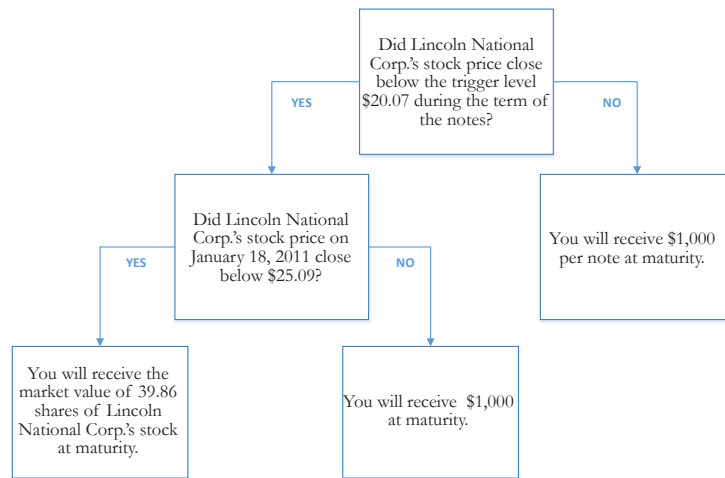 Did Lincoln National
Corp.'s stock price close
below the trigger level
$20.07 during the term of
the notes?
YES
NO
Did Lincoln National
Corp.'s stock price on
January 18, 2011 close
below $25.09?
You will receive $1,000
per note at maturity.
YES
NO
You will receive the
market value of 39.86
shares of Lincoln
National Corp.'s stock
at maturity.
You will receive $1,000
at maturity.